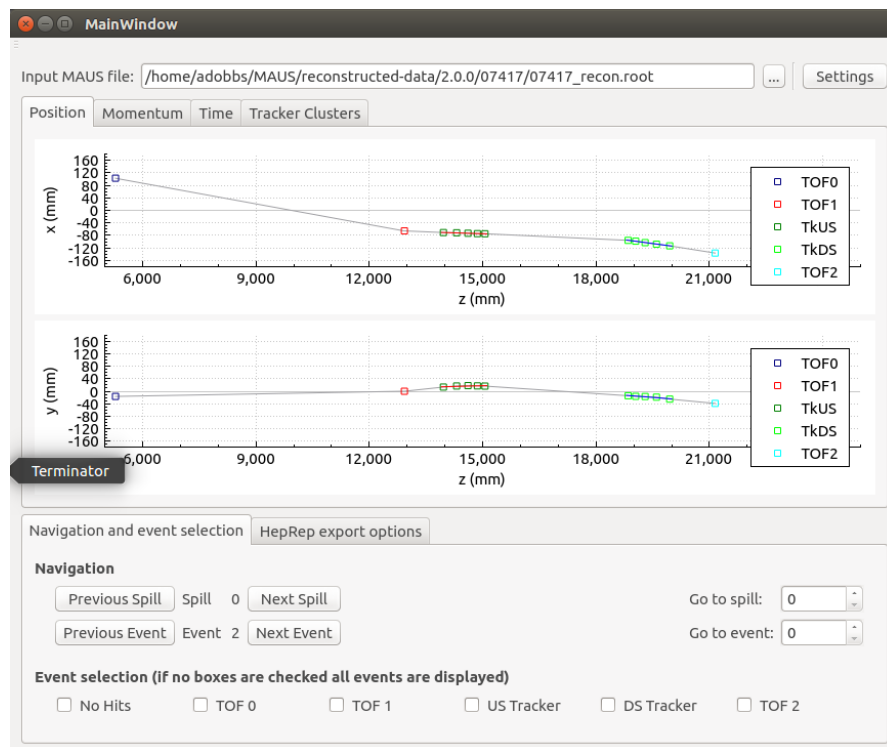 MainWindow
Input MAUS file: /home/adobbs/MAUS/reconstructed-data/2.0.0/07417/07417_recon.root ... Settings
Position Momentum Time Tracker Clusters
x (mm)
160
120
80
40
0
-40
-80
-120
-160
6,000 9,000 12,000 15,000 18,000 21,000
z (mm)
TOF0
TOF1
TkUS
TkDS
TOF2
y (mm)
160
120
80
40
0
-40
-80
-120
-160
6,000 9,000 12,000 15,000 18,000 21,000
z (mm)
TOF0
TOF1
TkUS
TkDS
TOF2
Terminator
Navigation and event selection HepRep export options
Navigation
Previous Spill Spill 0 Next Spill Go to spill: 0
Previous Event Event 2 Next Event Go to event: 0
Event selection (if no boxes are checked all events are displayed)
No Hits TOF 0 TOF 1 US Tracker DS Tracker TOF 2